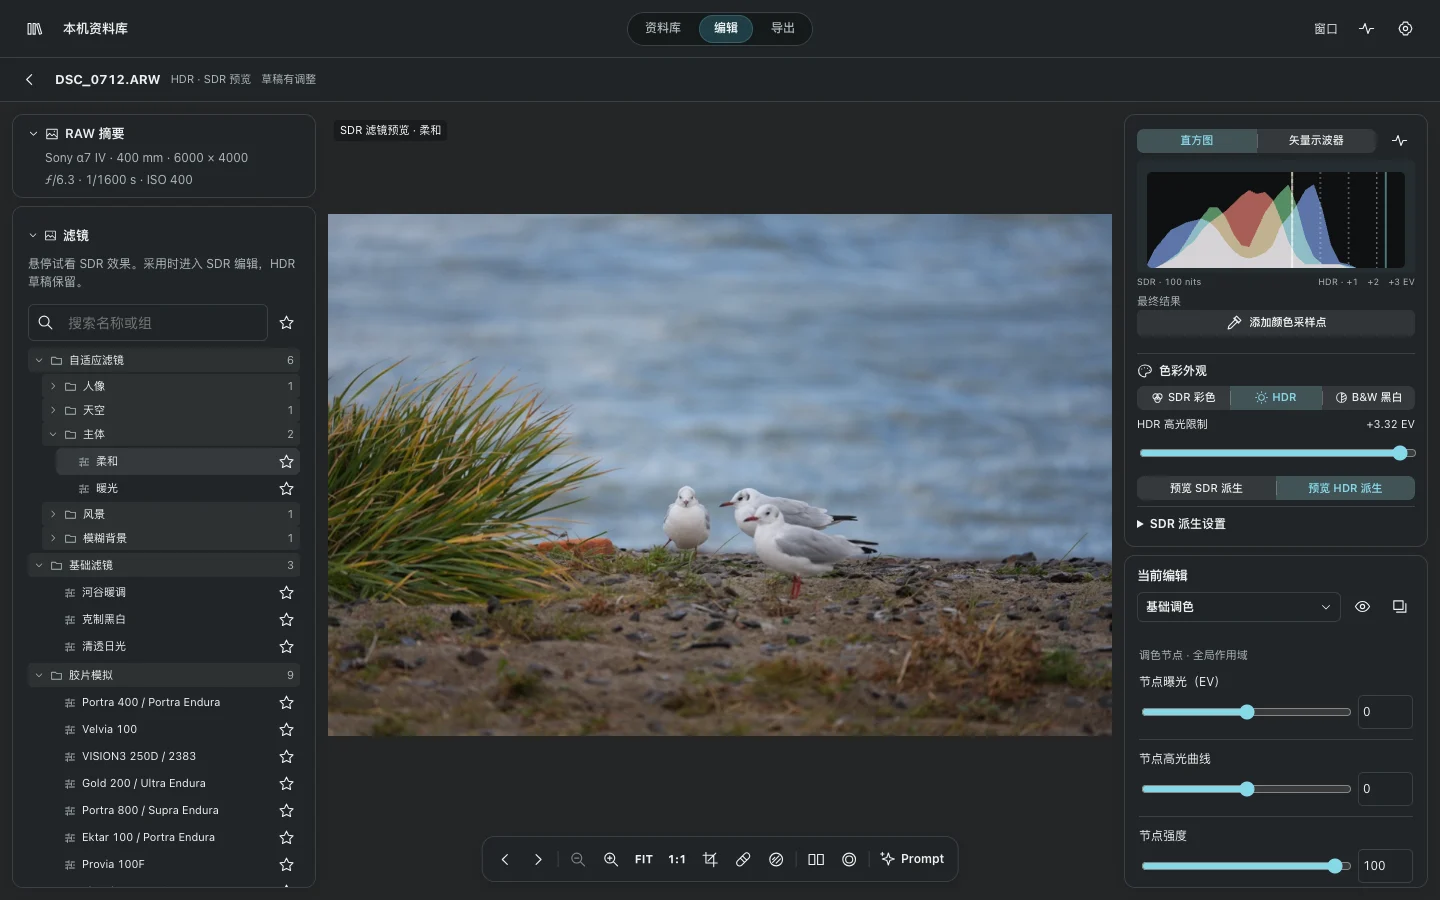 本机资料库
资料库 编辑 导出
窗口
DSC_0712.ARW HDR · SDR 预览 草稿有调整
RAW 摘要
Sony α7 IV · 400 mm · 6000 × 4000
ƒ/6.3 · 1/1600 s · ISO 400
滤镜
悬停试看 SDR 效果。采用时进入 SDR 编辑，HDR
草稿保留。
搜索名称或组
自适应滤镜 6
人像 1
天空 1
主体 2
柔和
暖光
风景 1
模糊背景 1
基础滤镜 3
河谷暖调
克制黑白
清透日光
胶片模拟 9
Portra 400 / Portra Endura
Velvia 100
VISION3 250D / 2383
Gold 200 / Ultra Endura
Portra 800 / Supra Endura
Ektar 100 / Portra Endura
Provia 100F
SDR 滤镜预览 · 柔和
FIT 1:1 Prompt
直方图 矢量示波器
SDR · 100 nits HDR · +1 +2 +3 EV
最终结果
添加颜色采样点
色彩外观
SDR 彩色 HDR B&W 黑白
HDR 高光限制 +3.32 EV
预览 SDR 派生 预览 HDR 派生
SDR 派生设置
当前编辑
基础调色
调色节点 · 全局作用域
节点曝光（EV）
0
节点高光曲线
0
节点强度
100